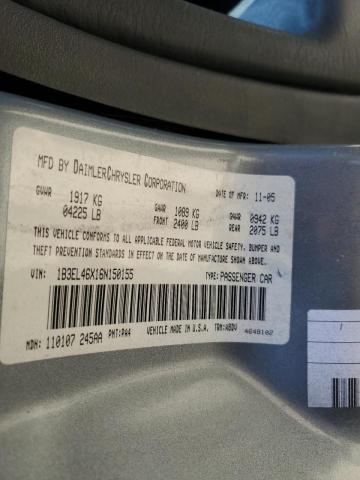 MFD BY DAIMLERCHRYSLER CORPORATION
DATE OF MFR 11-05
GVWR 1917 KG 04225 LB
GAWR FRONT 1089 KG 2400 LB
GAWR REAR 0942 KG 2075 LB
THIS VEHICLE CONFORMS TO ALL APPLICABLE FEDERAL MOTOR VEHICLE SAFETY, BUMPER AND
THEFT PREVENTION STANDARDS IN EFFECT ON THE DATE OF MANUFACTURE SHOWN ABOVE.
VIN: 1B3EL46X16N150155 TYPE: PASSENGER CAR
MDH: 110107 245AA PNT: PA4 VEHICLE MADE IN U.S.A. TRM: A8DV 4648102